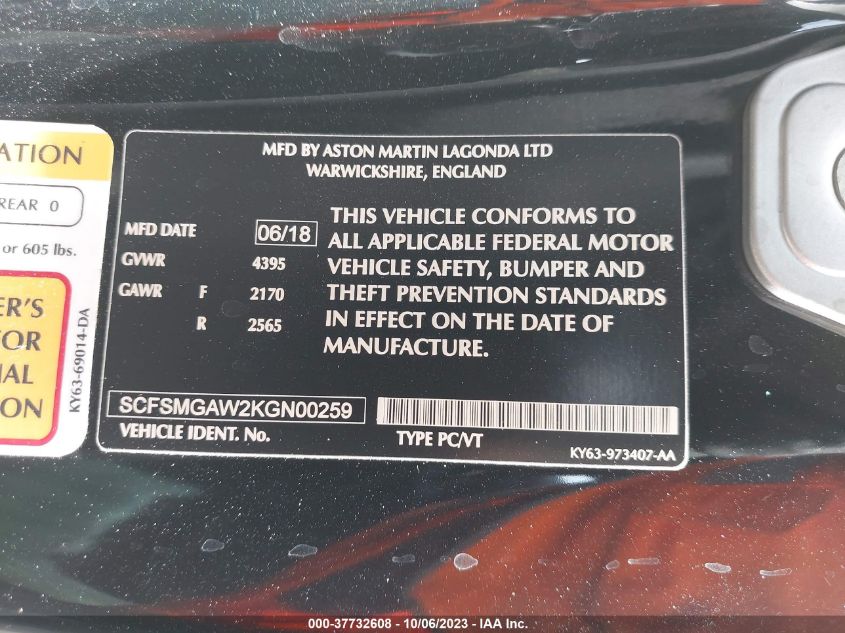 ATION
REAR 0
or 605 lbs.
ER'S
TOR
NAL
ION
KY63-69014-DA
MFD BY ASTON MARTIN LAGONDA LTD
WARWICKSHIRE, ENGLAND
MFD DATE 06/18
GVWR 4395
GAWR F 2170
R 2565
THIS VEHICLE CONFORMS TO
ALL APPLICABLE FEDERAL MOTOR
VEHICLE SAFETY, BUMPER AND
THEFT PREVENTION STANDARDS
IN EFFECT ON THE DATE OF
MANUFACTURE.
SCFSMGAW2KGN00259
VEHICLE IDENT. No.
TYPE PC/VT
KY63-973407-AA
000-37732608 - 10/06/2023 - IAA Inc.